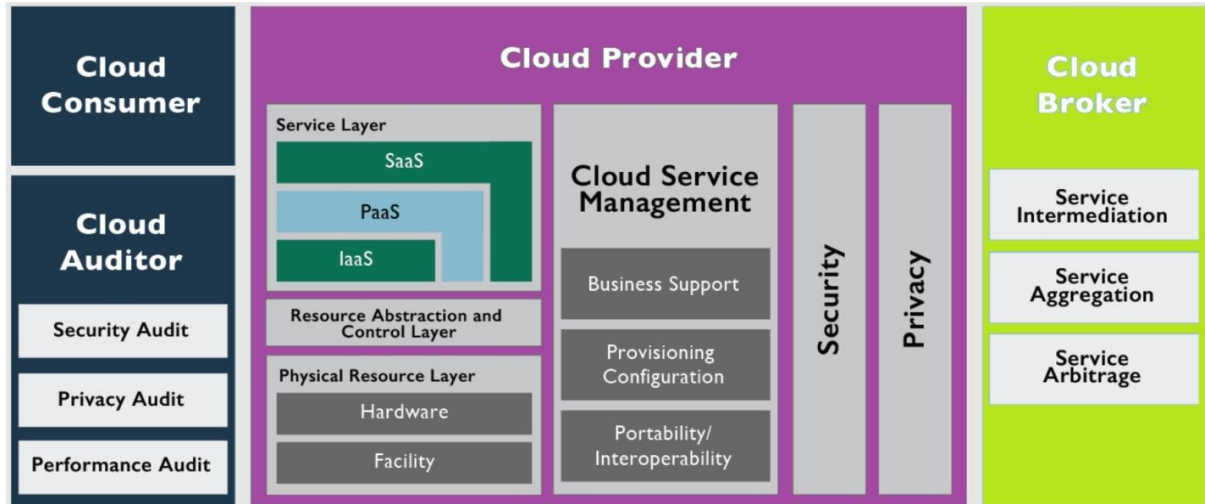 Cloud
Consumer
Cloud
Auditor
Security Audit
Privacy Audit
Performance Audit
Cloud Provider
Service Layer
SaaS
PaaS
IaaS
Resource Abstraction and
Control Layer
Physical Resource Layer
Hardware
Facility
Cloud Service
Management
Business Support
Provisioning
Configuration
Portability/
Interoperability
Security
Privacy
Cloud
Broker
Service
Intermediation
Service
Aggregation
Service
Arbitrage